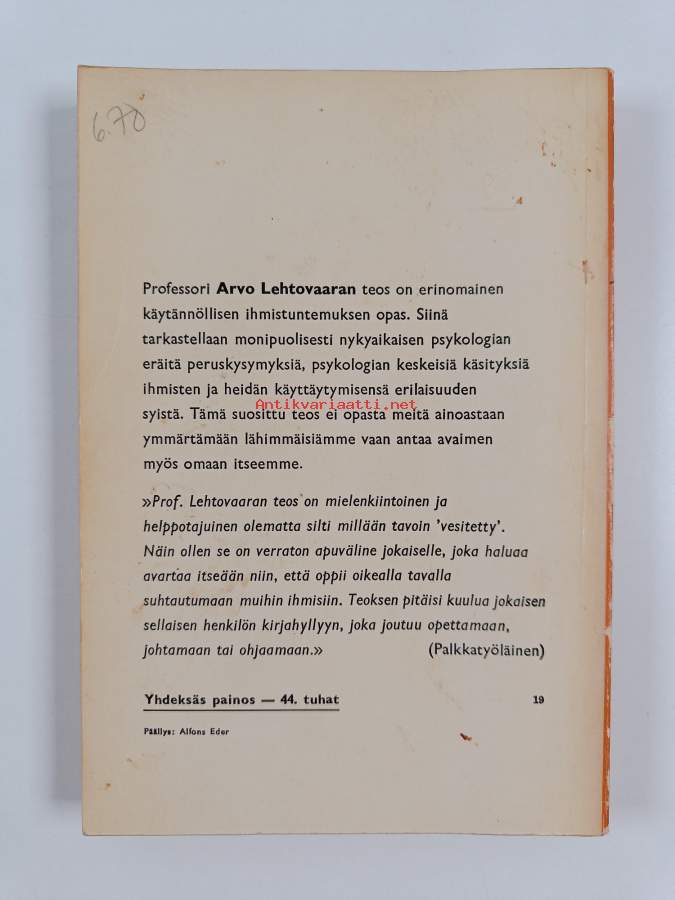 6.70
Professori Arvo Lehtovaaran teos on erinomainen
käytännöllisen ihmistuntemuksen opas. Siinä
tarkastellaan monipuolisesti nykyaikaisen psykologian
eräitä peruskysymyksiä, psykologian keskeisiä käsityksiä
ihmisten ja heidän käyttäytymisensä erilaisuuden
Antikvariaatti.net
syistä. Tämä suosittu teos ei opasta meitä ainoastaan
ymmärtämään lähimmäisiämme vaan antaa avaimen
myös omaan itseemme.
»Prof. Lehtovaaran teos on mielenkiintoinen ja
helppotajuinen olematta silti millään tavoin 'vesitetty'.
Näin ollen se on verraton apuväline jokaiselle, joka haluaa
avartaa itseään niin, että oppii oikealla tavalla
suhtautumaan muihin ihmisiin. Teoksen pitäisi kuulua jokaisen
sellaisen henkilön kirjahyllyyn, joka joutuu opettamaan,
johtamaan tai ohjaamaan.» (Palkkatyöläinen)
Yhdeksäs painos — 44. tuhat 19
Päällys: Alfons Eder